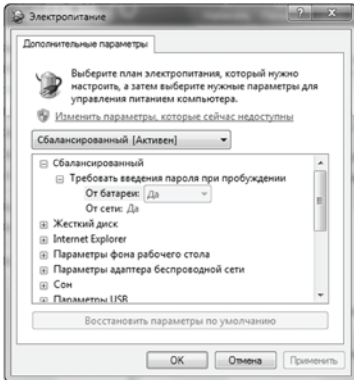 Электропитание
Дополнительные параметры
Выберите план электропитания, который нужно
настроить, а затем выберите нужные параметры для
управления питанием компьютера.
Изменить параметры, которые сейчас недоступны
Сбалансированный [Активен]
Сбалансированный
Требовать введения пароля при пробуждении
От батареи: Да
От сети: Да
Жесткий диск
Internet Explorer
Параметры фона рабочего стола
Параметры адаптера беспроводной сети
Сон
Параметры USB
Восстановить параметры по умолчанию
OK Отмена Применить